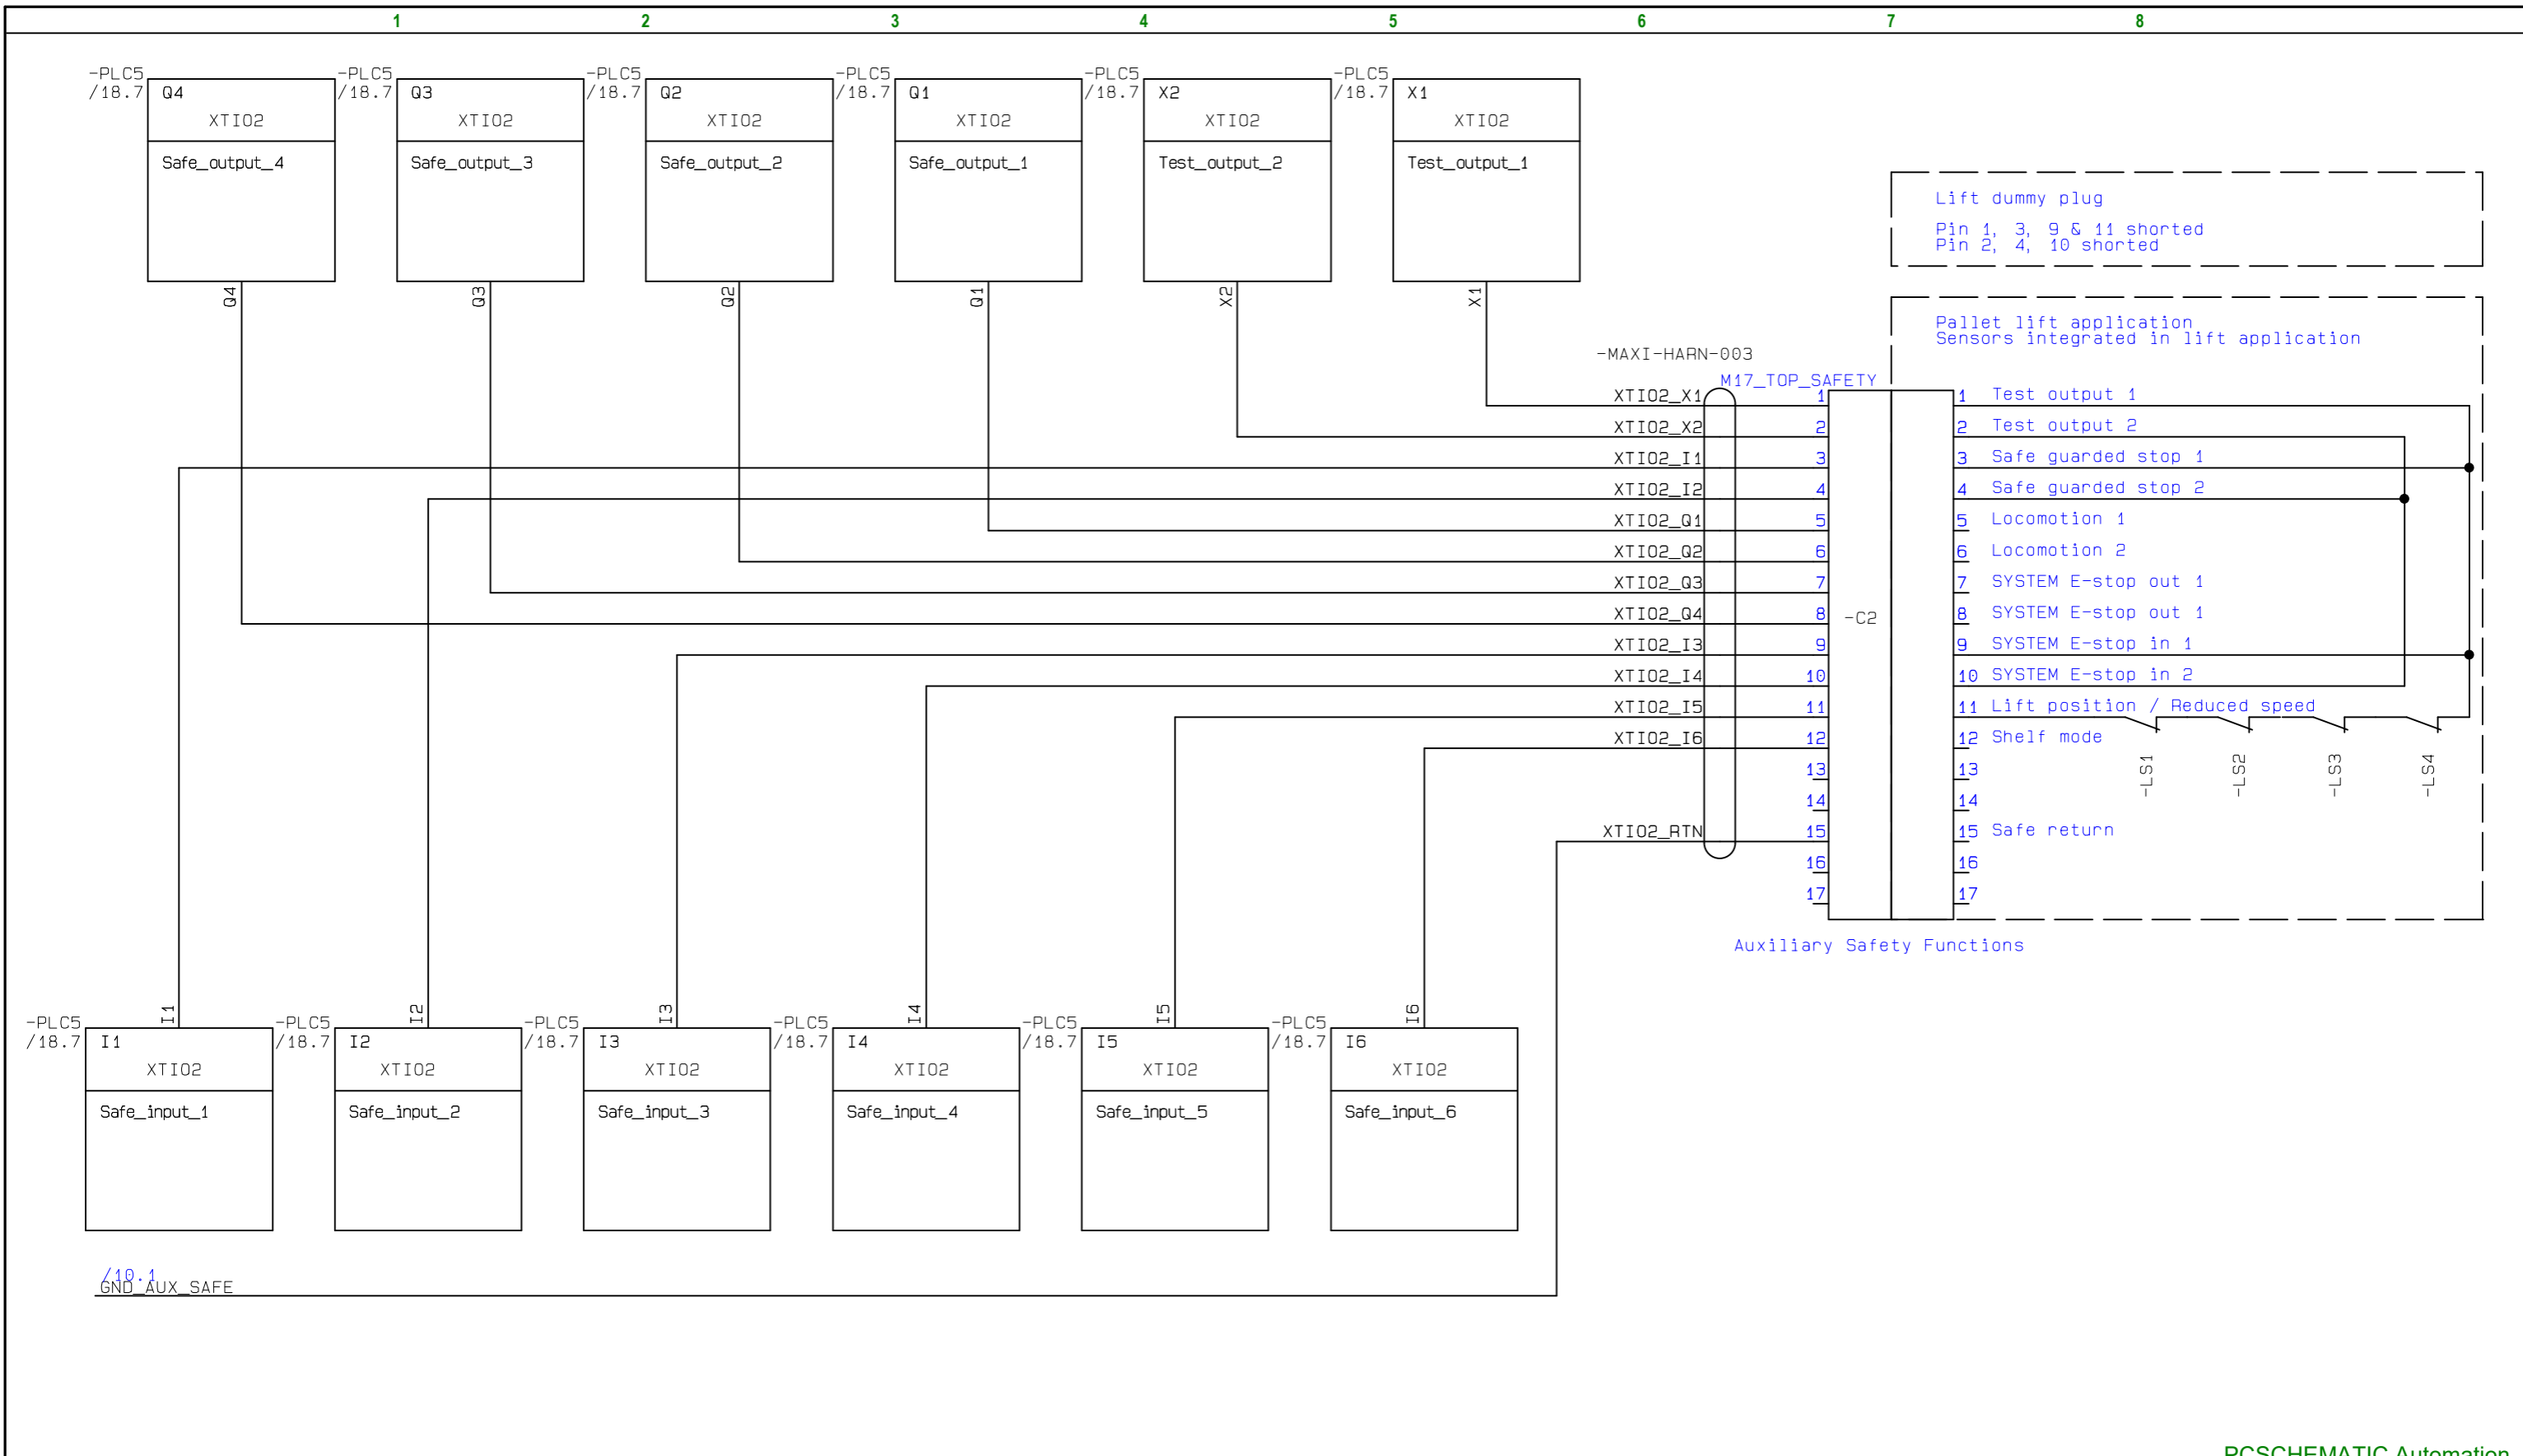 1 2 3 4 5 6 7 8
-PLC5 -PLC5 -PLC5 -PLC5 -PLC5 -PLC5
/18.7 /18.7 /18.7 /18.7 /18.7 /18.7
Q4 Q3 Q2 Q1 X2 X1
XTIO2 XTIO2 XTIO2 XTIO2 XTIO2 XTIO2
Safe_output_4 Safe_output_3 Safe_output_2 Safe_output_1 Test_output_2 Test_output_1
Q4 Q3 Q2 Q1 X2 X1
Lift dummy plug
Pin 1, 3, 9 & 11 shorted
Pin 2, 4, 10 shorted
Pallet lift application
Sensors integrated in lift application
-MAXI-HARN-003
M17_TOP_SAFETY
XTIO2_X1 1 1 Test output 1
XTIO2_X2 2 2 Test output 2
XTIO2_I1 3 3 Safe guarded stop 1
XTIO2_I2 4 4 Safe guarded stop 2
XTIO2_Q1 5 5 Locomotion 1
XTIO2_Q2 6 6 Locomotion 2
XTIO2_Q3 7 7 SYSTEM E-stop out 1
XTIO2_Q4 8 -C2 8 SYSTEM E-stop out 1
XTIO2_I3 9 9 SYSTEM E-stop in 1
XTIO2_I4 10 10 SYSTEM E-stop in 2
XTIO2_I5 11 11 Lift position / Reduced speed
XTIO2_I6 12 12 Shelf mode
13 13
-LS1 -LS2 -LS3 -LS4
14 14
XTIO2_RTN 15 15 Safe return
16 16
17 17
Auxiliary Safety Functions
I1 I2 I3 I4 I5 I6
-PLC5 -PLC5 -PLC5 -PLC5 -PLC5 -PLC5
/18.7 /18.7 /18.7 /18.7 /18.7 /18.7
I1 I2 I3 I4 I5 I6
XTIO2 XTIO2 XTIO2 XTIO2 XTIO2 XTIO2
Safe_input_1 Safe_input_2 Safe_input_3 Safe_input_4 Safe_input_5 Safe_input_6
/10.1
GND_AUX_SAFE
PCSCHEMATIC Automation